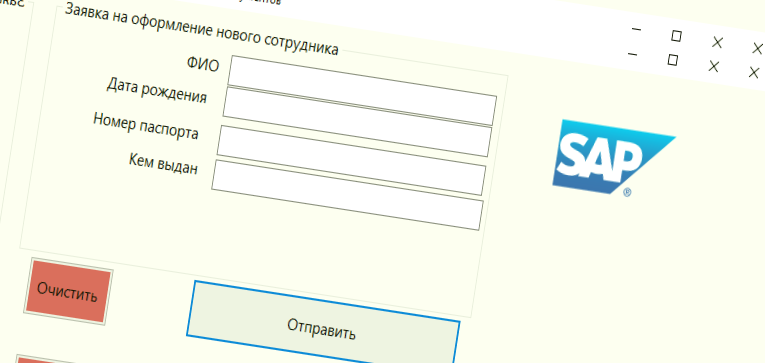 Заявка на оформление нового сотрудника
ФИО
Дата рождения
Номер паспорта
Кем выдан
SAP
®
Очистить
Отправить